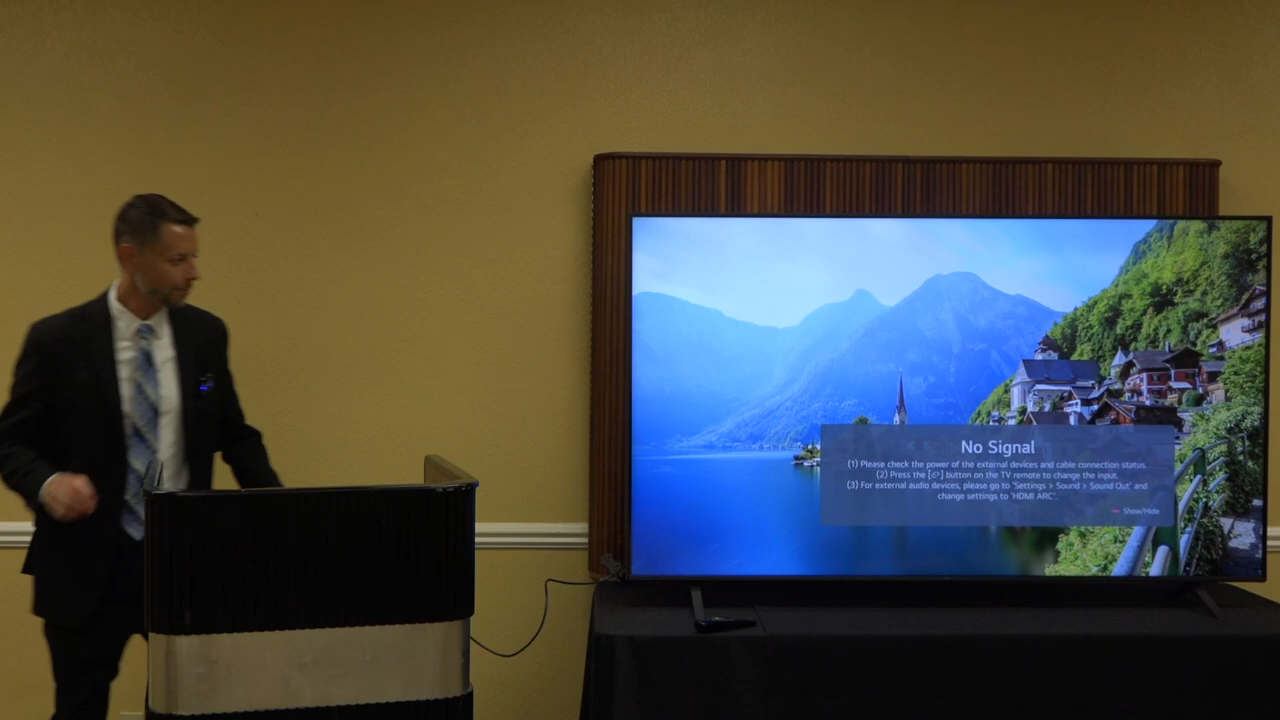 No Signal
(1) Please check the power of the external devices and cable connection status.
(2) Press the [⏎] button on the TV remote to change the input.
(3) For external audio devices, please go to 'Settings > Sound > Sound Out' and
change settings to 'HDMI ARC'.
Show/Hide